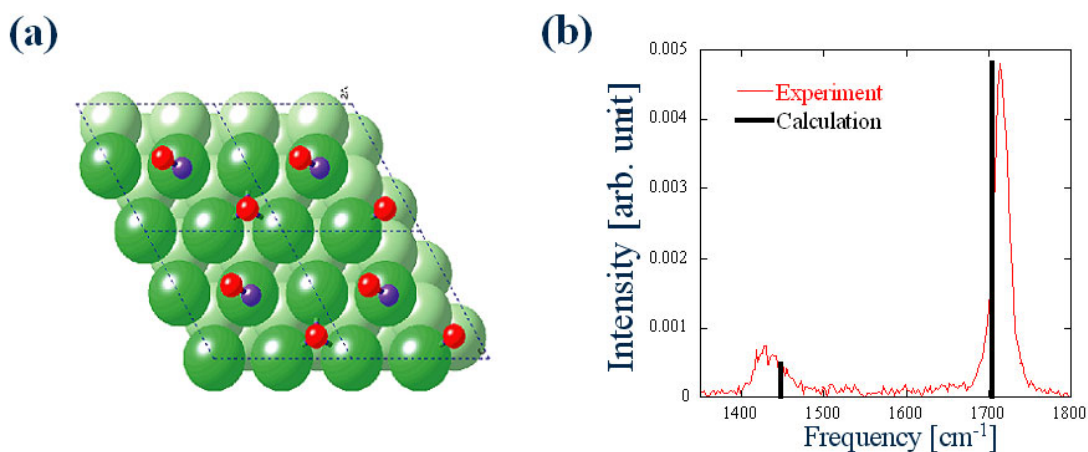 (a)
(b)
0.005
0.004
0.003
0.002
0.001
0
Intensity [arb. unit]
Experiment
Calculation
1400 1500 1600 1700 1800
Frequency [cm⁻¹]